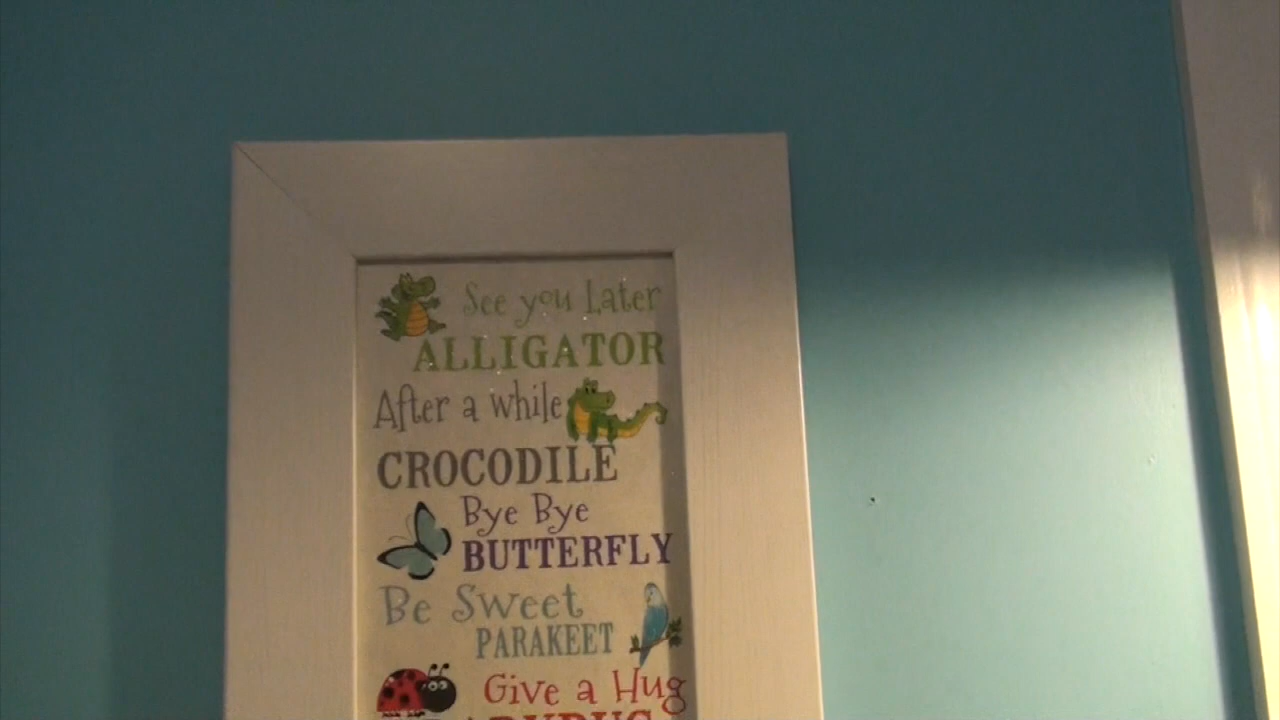 See you Later
ALLIGATOR
After a while
CROCODILE
Bye Bye
BUTTERFLY
Be Sweet
PARAKEET
Give a Hug